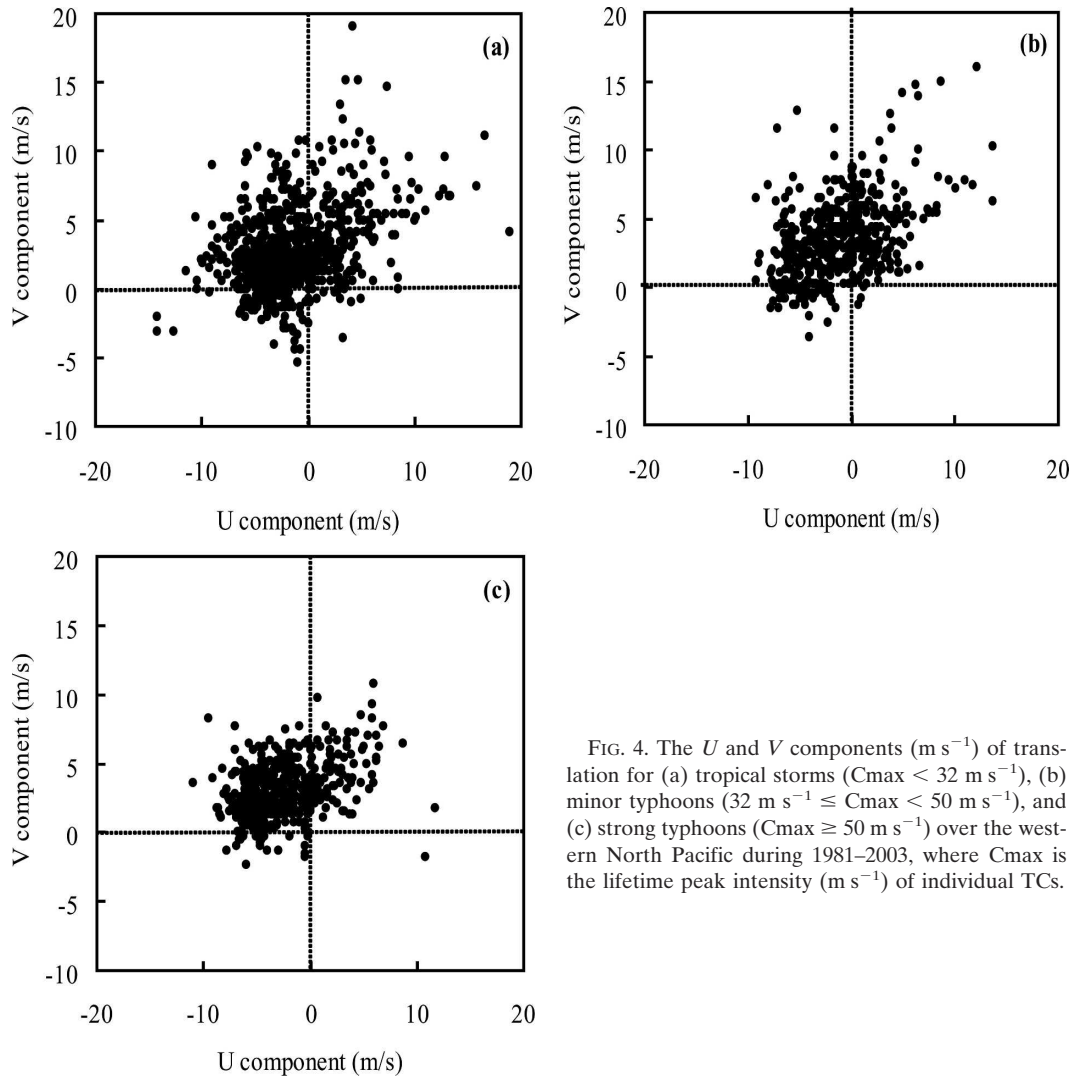 20
15
10
5
0
-5
-10
V component (m/s)
(a)
-20 -10 0 10 20
U component (m/s)
20
15
10
5
0
-5
-10
V component (m/s)
(b)
-20 -10 0 10 20
U component (m/s)
20
15
10
5
0
-5
-10
V component (m/s)
(c)
-20 -10 0 10 20
U component (m/s)
FIG. 4. The U and V components (m s⁻¹) of trans-
lation for (a) tropical storms (Cmax < 32 m s⁻¹), (b)
minor typhoons (32 m s⁻¹ ≤ Cmax < 50 m s⁻¹), and
(c) strong typhoons (Cmax ≥ 50 m s⁻¹) over the west-
ern North Pacific during 1981–2003, where Cmax is
the lifetime peak intensity (m s⁻¹) of individual TCs.